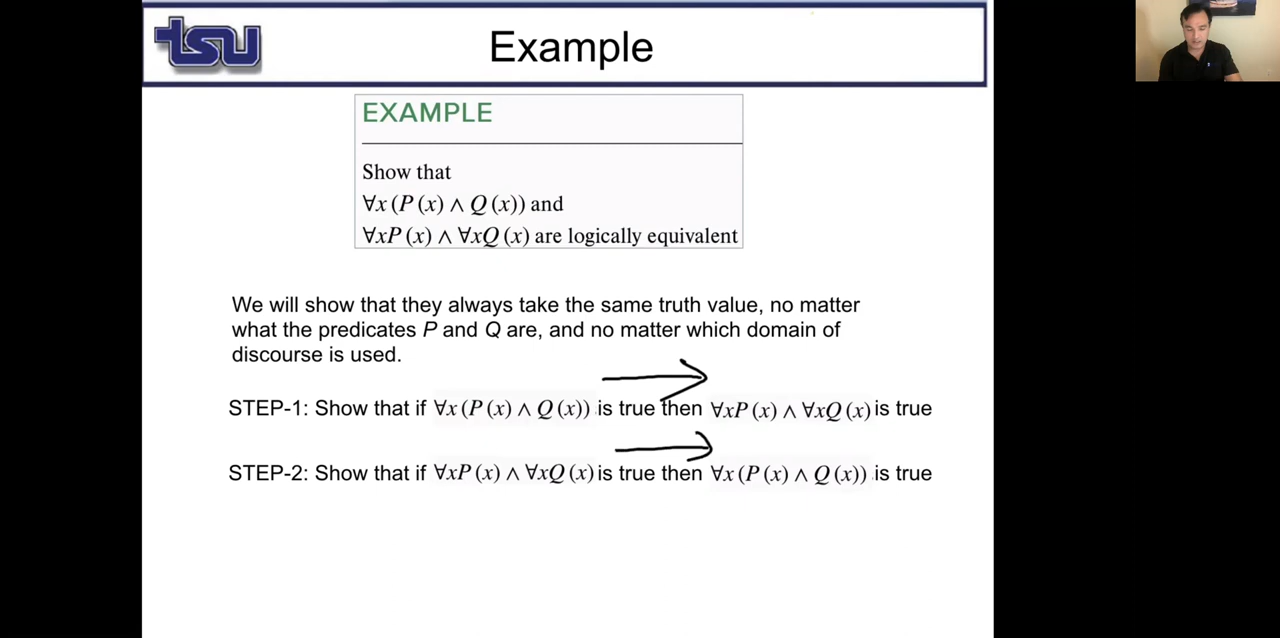 tsu
Example
EXAMPLE
Show that
∀x (P (x) ∧ Q (x)) and
∀xP (x) ∧ ∀xQ (x) are logically equivalent
We will show that they always take the same truth value, no matter
what the predicates P and Q are, and no matter which domain of
discourse is used.
STEP-1: Show that if ∀x (P (x) ∧ Q (x)) is true then ∀xP (x) ∧ ∀xQ (x) is true
STEP-2: Show that if ∀xP (x) ∧ ∀xQ (x) is true then ∀x (P (x) ∧ Q (x)) is true